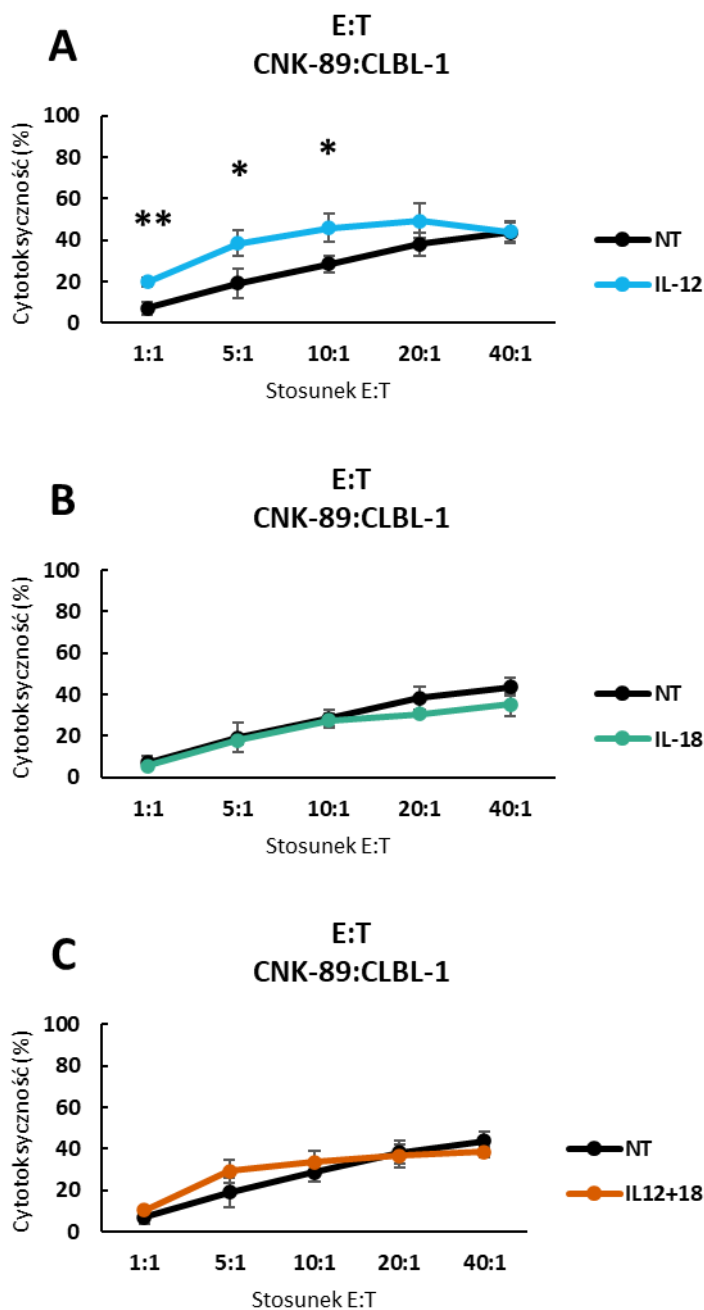 A
E:T
CNK-89:CLBL-1
Cytotoksyczność (%)
100
80
60
40
20
0
**
*
*
NT
IL-12
1:1 5:1 10:1 20:1 40:1
Stosunek E:T
B
E:T
CNK-89:CLBL-1
Cytotoksyczność (%)
100
80
60
40
20
0
NT
IL-18
1:1 5:1 10:1 20:1 40:1
Stosunek E:T
C
E:T
CNK-89:CLBL-1
Cytotoksyczność (%)
100
80
60
40
20
0
NT
IL12+18
1:1 5:1 10:1 20:1 40:1
Stosunek E:T